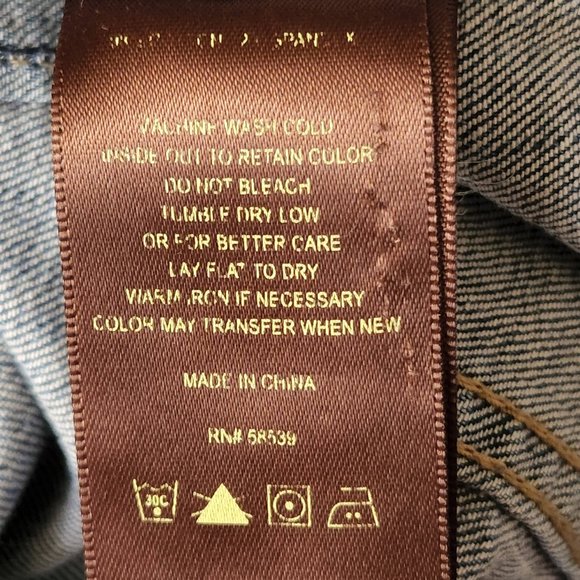 SPANDEX
MACHINE WASH COLD
INSIDE OUT TO RETAIN COLOR
DO NOT BLEACH
TUMBLE DRY LOW
OR FOR BETTER CARE
LAY FLAT TO DRY
WARM IRON IF NECESSARY
COLOR MAY TRANSFER WHEN NEW
MADE IN CHINA
RN# 58539
30C